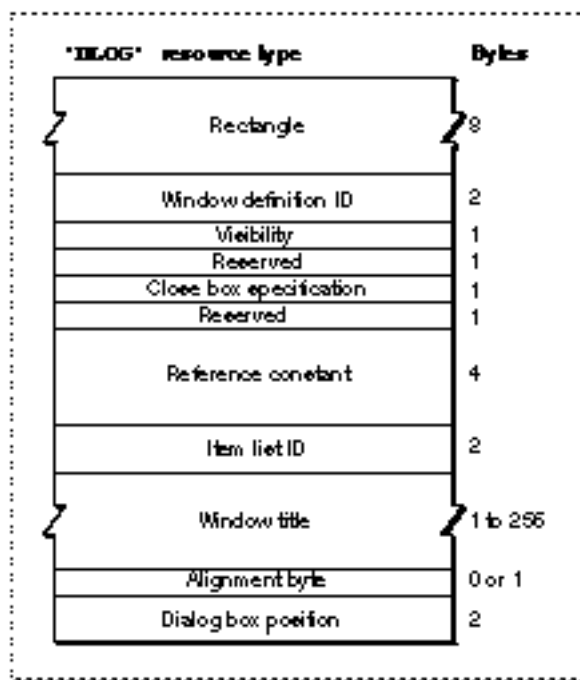 'DLOG' resource type Bytes
Rectangle 8
Window definition ID 2
Visibility 1
Reserved 1
Close box specification 1
Reserved 1
Reference constant 4
Item list ID 2
Window title 1 to 256
Alignment byte 0 or 1
Dialog box position 2